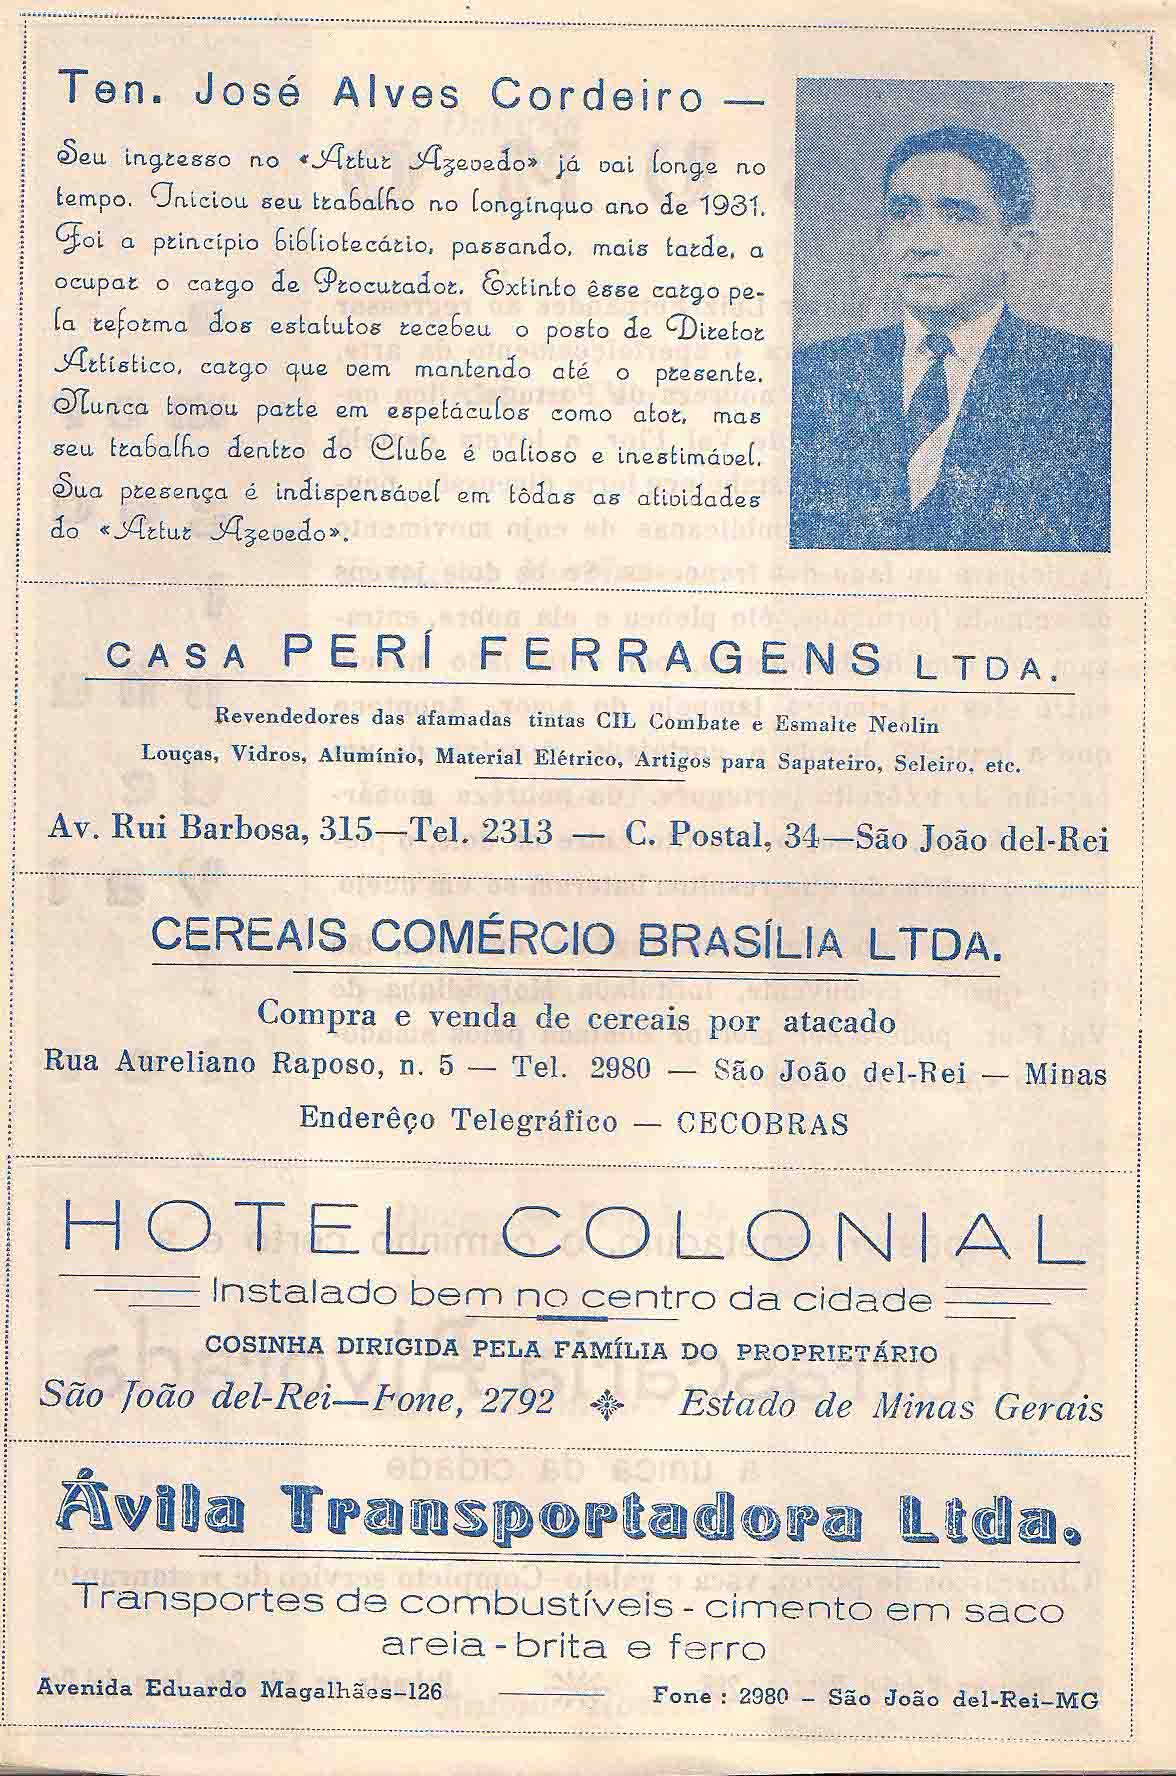 Ten. José Alves Cordeiro —
Seu ingresso no «Artur Azevedo» já vai longe no
tempo. Iniciou seu trabalho no longínquo ano de 1931.
Foi a princípio bibliotecário, passando, mais tarde, a
ocupar o cargo de Procurador. Extinto êsse cargo pe-
la reforma dos estatutos recebeu o posto de Diretor
Artístico, cargo que vem mantendo até o presente.
Nunca tomou parte em espetáculos como ator, mas
seu trabalho dentro do Clube é valioso e inestimável.
Sua presença é indispensável em tôdas as atividades
do «Artur Azevedo».
CASA PERÍ FERRAGENS LTDA.
Revendedores das afamadas tintas CIL Combate e Esmalte Neolin
Louças, Vidros, Alumínio, Material Elétrico, Artigos para Sapateiro, Seleiro, etc.
Av. Rui Barbosa, 315—Tel. 2313 — C. Postal, 34—São João del-Rei
CEREAIS COMÉRCIO BRASÍLIA LTDA.
Compra e venda de cereais por atacado
Rua Aureliano Raposo, n. 5 — Tel. 2980 — São João del-Rei — Minas
Enderêço Telegráfico — CECOBRAS
HOTEL COLONIAL
Instalado bem no centro da cidade
COSINHA DIRIGIDA PELA FAMÍLIA DO PROPRIETÁRIO
São João del-Rei—Fone, 2792 Estado de Minas Gerais
Ávila Transportadora Ltda.
Transportes de combustíveis - cimento em saco
areia - brita e ferro
Avenida Eduardo Magalhães-126 Fone : 2980 - São João del-Rei-MG